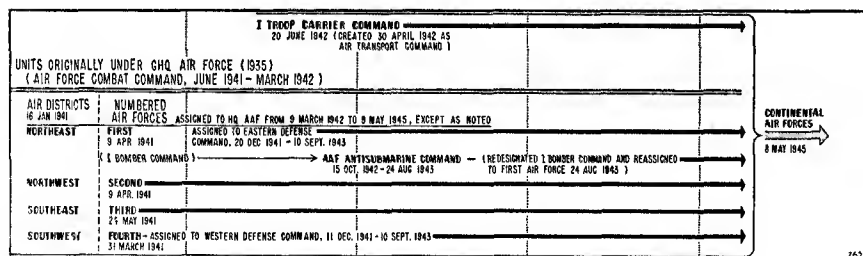 I TROOP CARRIER COMMAND
20 JUNE 1942 (CREATED 30 APRIL 1942 AS
AIR TRANSPORT COMMAND)
UNITS ORIGINALLY UNDER GHQ AIR FORCE (1935)
(AIR FORCE COMBAT COMMAND, JUNE 1941-MARCH 1942)
AIR DISTRICTS
16 JAN 1941
NUMBERED
AIR FORCES
ASSIGNED TO HQ AAF FROM 9 MARCH 1942 TO 8 MAY 1945, EXCEPT AS NOTED
NORTHEAST
FIRST
9 APR 1941
ASSIGNED TO EASTERN DEFENSE
COMMAND, 20 DEC 1941-10 SEPT. 1943
(I BOMBER COMMAND)
AAF ANTISUBMARINE COMMAND - (REDESIGNATED I BOMBER COMMAND AND REASSIGNED
15 OCT. 1942-24 AUG 1943
TO FIRST AIR FORCE 24 AUG 1943)
NORTHWEST
SECOND
9 APR. 1941
SOUTHEAST
THIRD
MAY 1941
SOUTHWEST
FOURTH-ASSIGNED TO WESTERN DEFENSE COMMAND, 11 DEC. 1941-10 SEPT. 1943
31 MARCH 1941
CONTINENTAL
AIR FORCES
8 MAY 1945